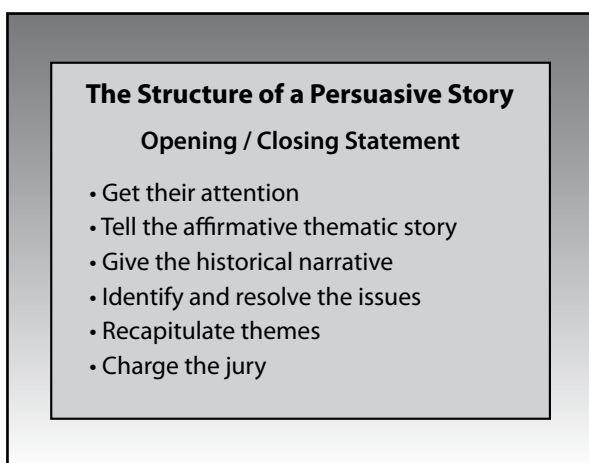 The Structure of a Persuasive Story
Opening / Closing Statement
• Get their attention
• Tell the affirmative thematic story
• Give the historical narrative
• Identify and resolve the issues
• Recapitulate themes
• Charge the jury